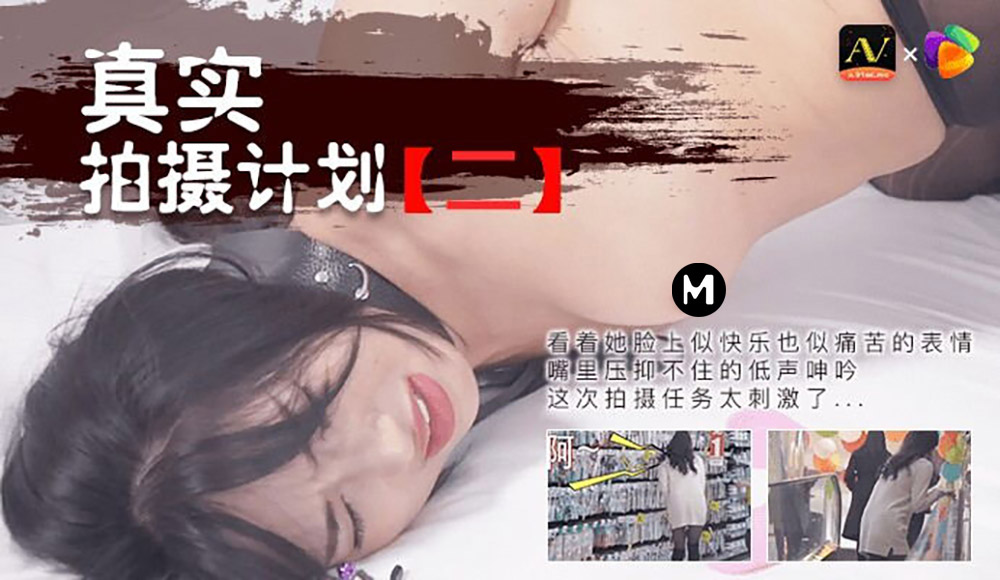 真实
拍摄计划【二】
AV
×
M
看着她脸上似快乐也似痛苦的表情
嘴里压抑不住的低声呻吟
这次拍摄任务太刺激了...
阿~
1